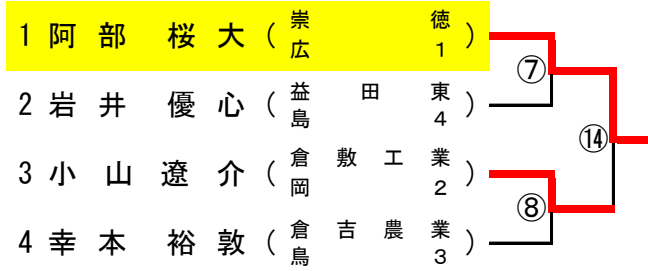 1 阿部 桜大 (崇徳 広1)
⑦
2 岩井 優心 (益田東 島4)
⑭
3 小山 遼介 (倉敷工業 岡2)
⑧
4 幸本 裕敦 (倉吉農業 鳥3)